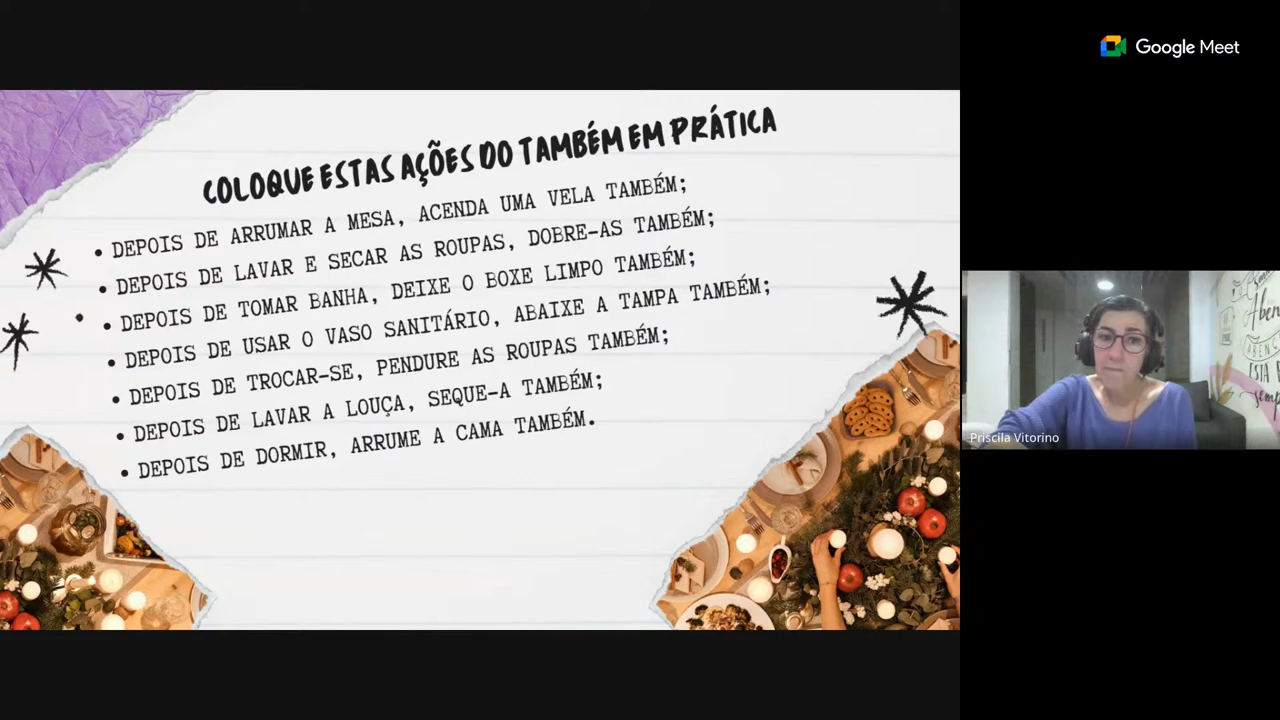 COLOQUE ESTAS AÇÕES DO TAMBÉM EM PRÁTICA
• DEPOIS DE ARRUMAR A MESA, ACENDA UMA VELA TAMBÉM;
• DEPOIS DE LAVAR E SECAR AS ROUPAS, DOBRE-AS TAMBÉM;
• DEPOIS DE TOMAR BANHA, DEIXE O BOXE LIMPO TAMBÉM;
• DEPOIS DE USAR O VASO SANITÁRIO, ABAIXE A TAMPA TAMBÉM;
• DEPOIS DE TROCAR-SE, PENDURE AS ROUPAS TAMBÉM;
• DEPOIS DE LAVAR A LOUÇA, SEQUE-A TAMBÉM;
• DEPOIS DE DORMIR, ARRUME A CAMA TAMBÉM.
Google Meet
Priscila Vitorino